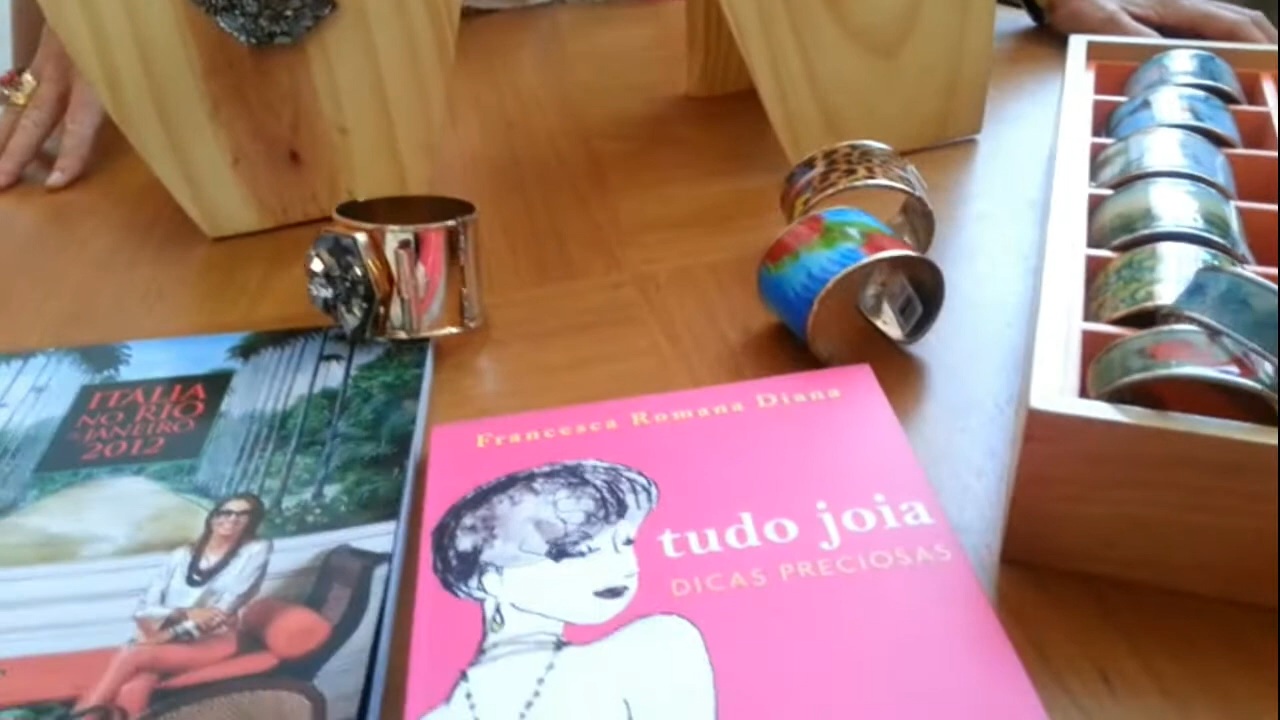 ITALIA
NO RIO
DE JANEIRO
2012
Francesca Romana Diana
tudo joia
DICAS PRECIOSAS